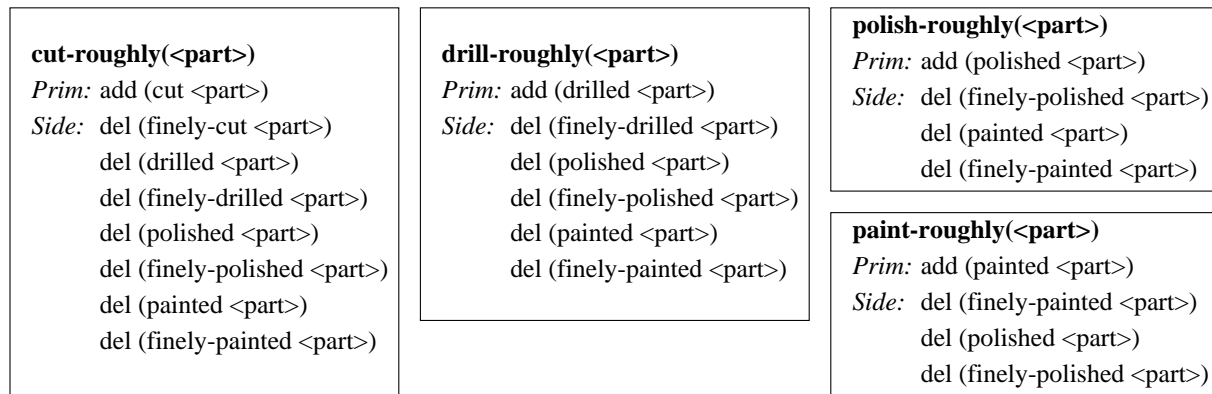 cut-roughly(<part>)
Prim: add (cut <part>)
Side: del (finely-cut <part>)
del (drilled <part>)
del (finely-drilled <part>)
del (polished <part>)
del (finely-polished <part>)
del (painted <part>)
del (finely-painted <part>)
drill-roughly(<part>)
Prim: add (drilled <part>)
Side: del (finely-drilled <part>)
del (polished <part>)
del (finely-polished <part>)
del (painted <part>)
del (finely-painted <part>)
polish-roughly(<part>)
Prim: add (polished <part>)
Side: del (finely-polished <part>)
del (painted <part>)
del (finely-painted <part>)
paint-roughly(<part>)
Prim: add (painted <part>)
Side: del (finely-painted <part>)
del (polished <part>)
del (finely-polished <part>)